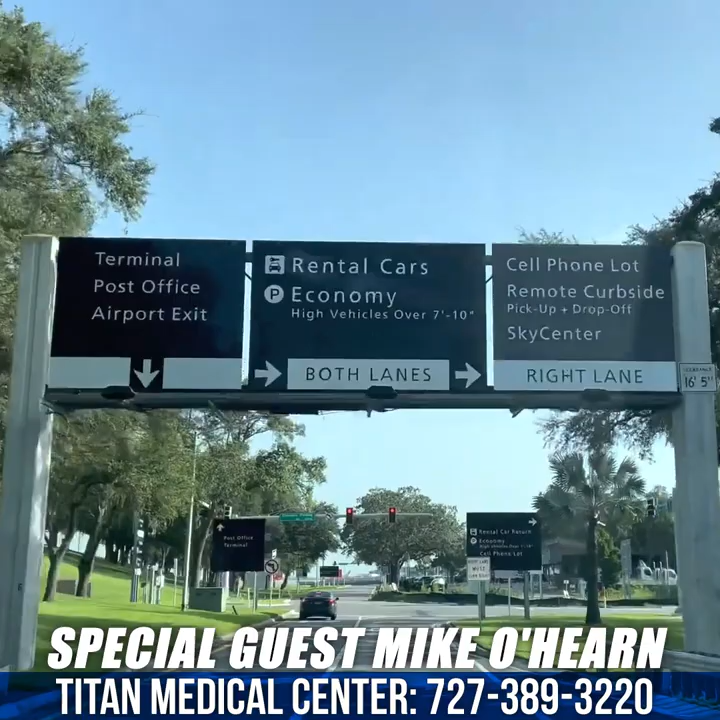 Terminal
Post Office
Airport Exit
Rental Cars
P Economy
High Vehicles Over 7'-10"
BOTH LANES
Cell Phone Lot
Remote Curbside
Pick-Up + Drop-Off
SkyCenter
RIGHT LANE
CLEARANCE
16' 5"
Post Office
Terminal
Rental Car Return
P Economy
Cell Phone Lot
SPECIAL GUEST MIKE O'HEARN
TITAN MEDICAL CENTER: 727-389-3220